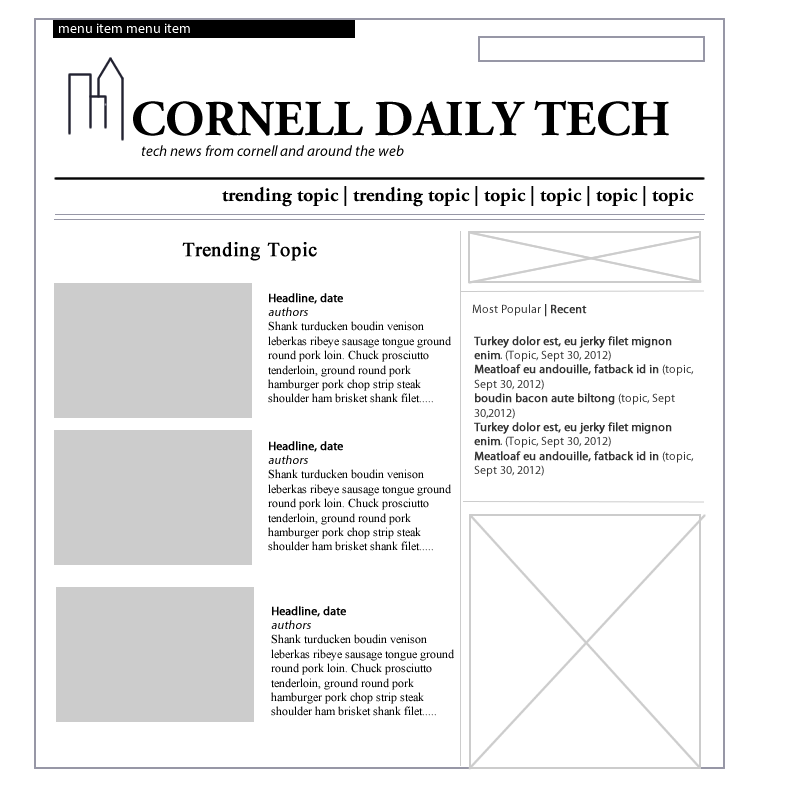 menu item menu item
CORNELL DAILY TECH
tech news from cornell and around the web
trending topic | trending topic | topic | topic | topic | topic
Trending Topic
Headline, date
authors
Shank turducken boudin venison
leberkas ribeye sausage tongue ground
round pork loin. Chuck prosciutto
tenderloin, ground round pork
hamburger pork chop strip steak
shoulder ham brisket shank filet.....
Headline, date
authors
Shank turducken boudin venison
leberkas ribeye sausage tongue ground
round pork loin. Chuck prosciutto
tenderloin, ground round pork
hamburger pork chop strip steak
shoulder ham brisket shank filet.....
Headline, date
authors
Shank turducken boudin venison
leberkas ribeye sausage tongue ground
round pork loin. Chuck prosciutto
tenderloin, ground round pork
hamburger pork chop strip steak
shoulder ham brisket shank filet.....
Most Popular | Recent
Turkey dolor est, eu jerky filet mignon
enim. (Topic, Sept 30, 2012)
Meatloaf eu andouille, fatback id in (topic,
Sept 30, 2012)
boudin bacon aute biltong (topic, Sept
30,2012)
Turkey dolor est, eu jerky filet mignon
enim. (Topic, Sept 30, 2012)
Meatloaf eu andouille, fatback id in (topic,
Sept 30, 2012)